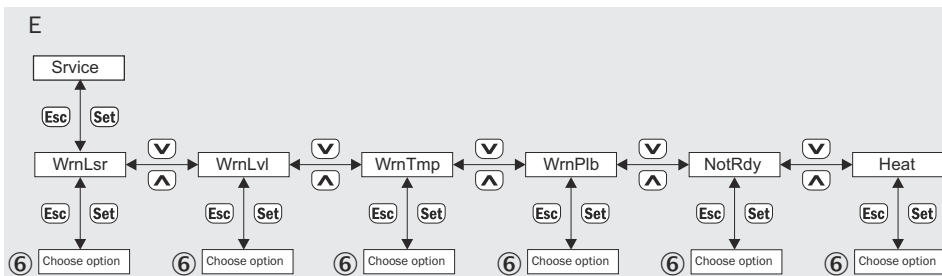 E
Srvice
Esc Set
WrnLsr WrnLvl WrnTmp WrnPlb NotRdy Heat
Esc Set Esc Set Esc Set Esc Set Esc Set Esc Set
⑥ Choose option ⑥ Choose option ⑥ Choose option ⑥ Choose option ⑥ Choose option ⑥ Choose option